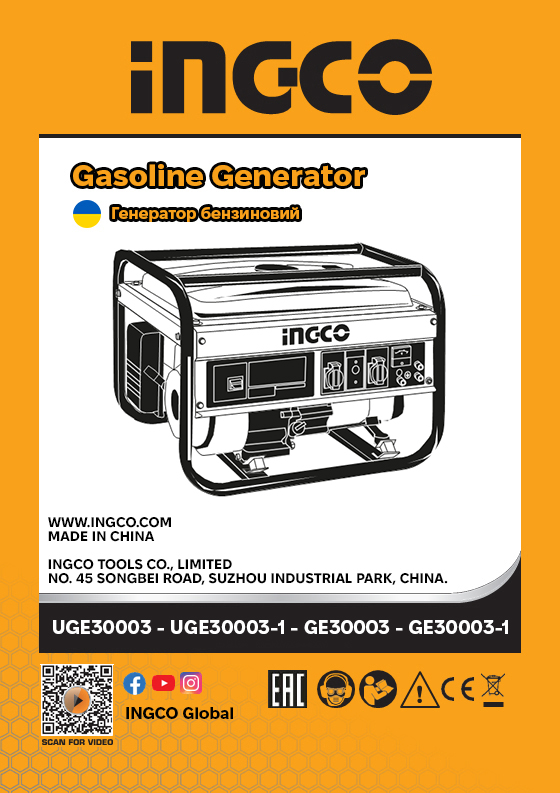 INGCO
Gasoline Generator
Генератор бензиновий
INGCO
WWW.INGCO.COM
MADE IN CHINA
INGCO TOOLS CO., LIMITED
NO. 45 SONGBEI ROAD, SUZHOU INDUSTRIAL PARK, CHINA.
UGE30003 - UGE30003-1 - GE30003 - GE30003-1
INGCO Global
SCAN FOR VIDEO
EAC
CE